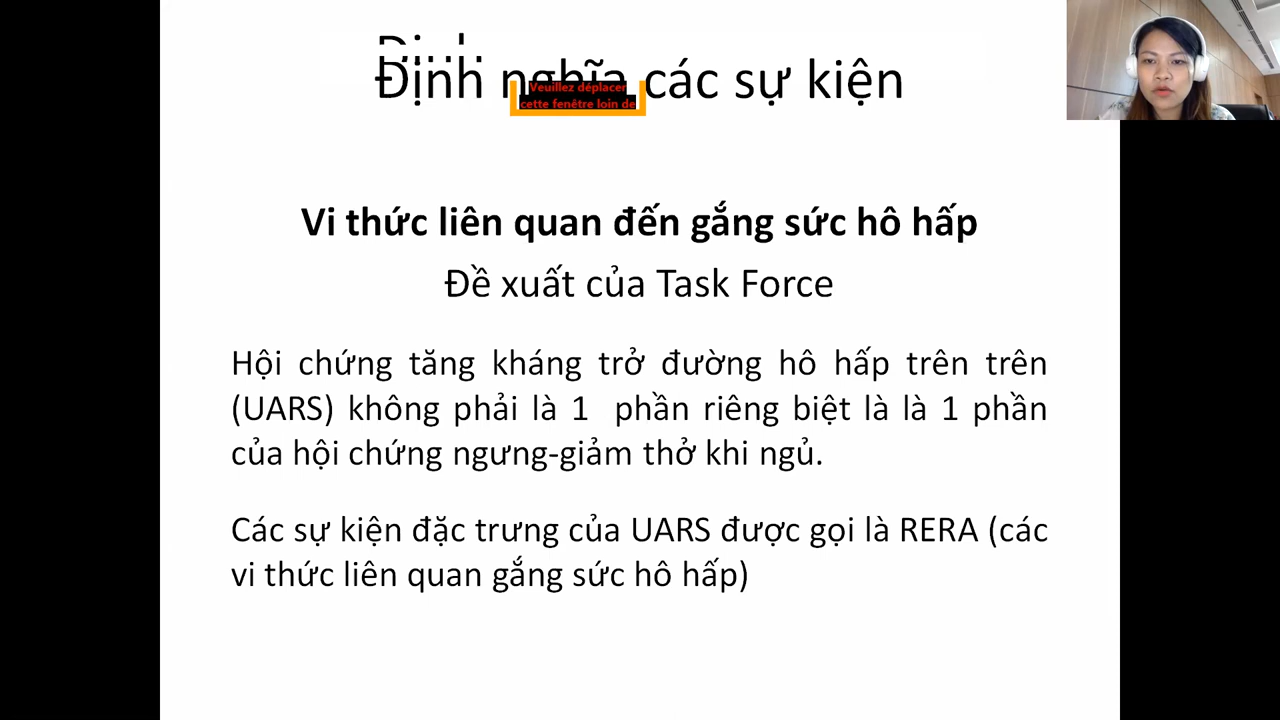 Định nghĩa các sự kiện
Veuillez déplacer
cette fenêtre loin de
Vi thức liên quan đến gắng sức hô hấp
Đề xuất của Task Force
Hội chứng tăng kháng trở đường hô hấp trên trên
(UARS) không phải là 1 phần riêng biệt là là 1 phần
của hội chứng ngưng-giảm thở khi ngủ.
Các sự kiện đặc trưng của UARS được gọi là RERA (các
vi thức liên quan gắng sức hô hấp)